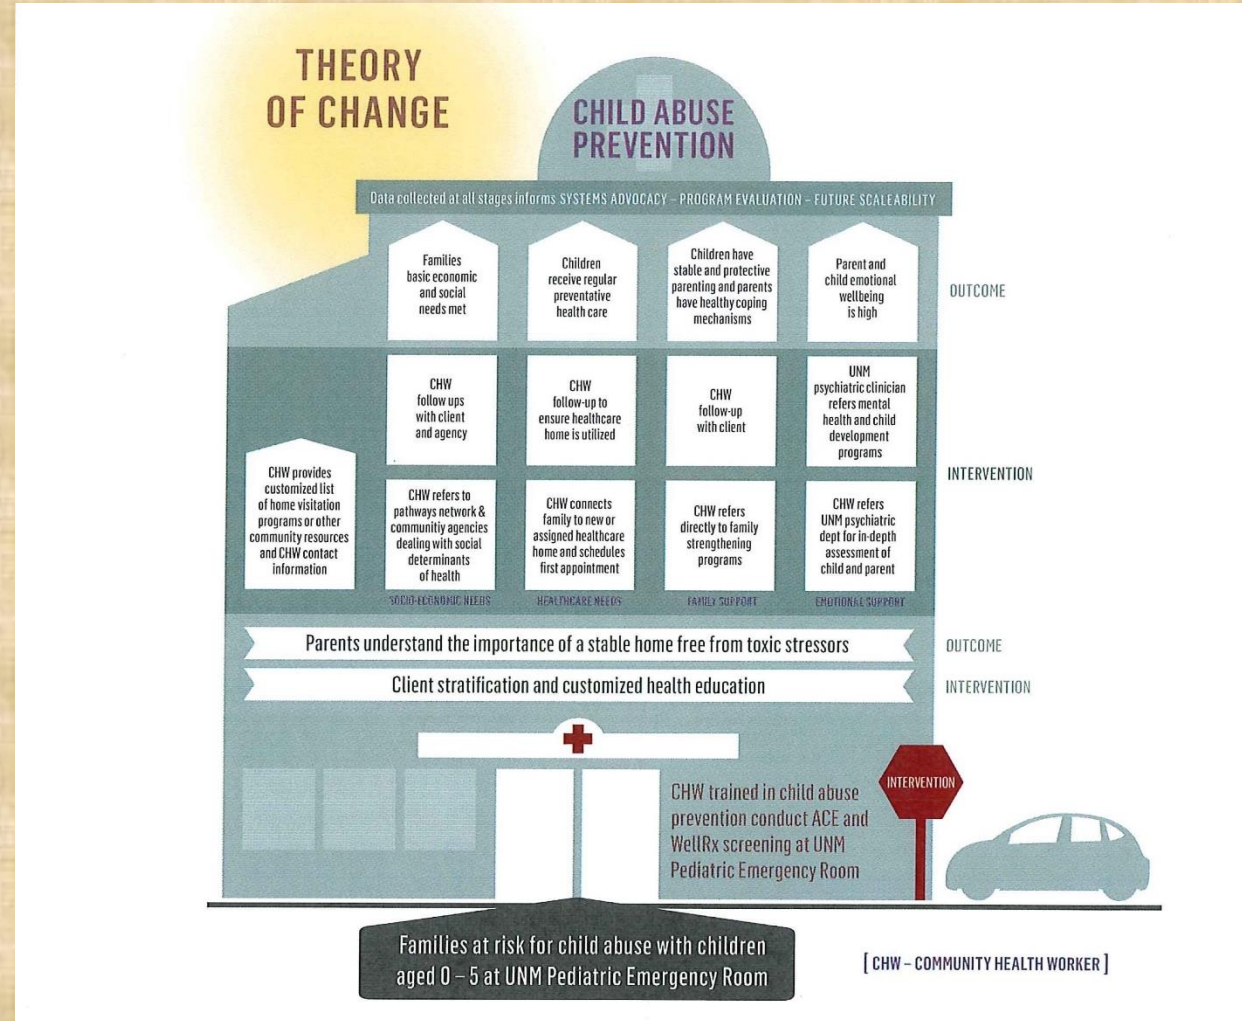 THEORY
OF CHANGE
CHILD ABUSE
PREVENTION
Data collected at all stages informs SYSTEMS ADVOCACY – PROGRAM EVALUATION – FUTURE SCALEABILITY
Families
basic economic
and social
needs met
Children
receive regular
preventative
health care
Children have
stable and protective
parenting and parents
have healthy coping
mechanisms
Parent and
child emotional
wellbeing
is high
OUTCOME
CHW
follow ups
with client
and agency
CHW
follow-up to
ensure healthcare
home is utilized
CHW
follow-up
with client
UNM
psychiatric clinician
refers mental
health and child
development
programs
INTERVENTION
CHW provides
customized list
of home visitation
programs or other
community resources
and CHW contact
information
CHW refers to
pathways network &
communitiy agencies
dealing with social
determinants
of health
CHW connects
family to new or
assigned healthcare
home and schedules
first appointment
CHW refers
directly to family
strengthening
programs
CHW refers
UNM psychiatric
dept for in-depth
assessment of
child and parent
SOCIO-ECONOMIC NEEDS
HEALTHCARE NEEDS
FAMILY SUPPORT
EMOTIONAL SUPPORT
Parents understand the importance of a stable home free from toxic stressors
OUTCOME
Client stratification and customized health education
INTERVENTION
CHW trained in child abuse
prevention conduct ACE and
WellRx screening at UNM
Pediatric Emergency Room
INTERVENTION
Families at risk for child abuse with children
aged 0 – 5 at UNM Pediatric Emergency Room
[ CHW – COMMUNITY HEALTH WORKER ]